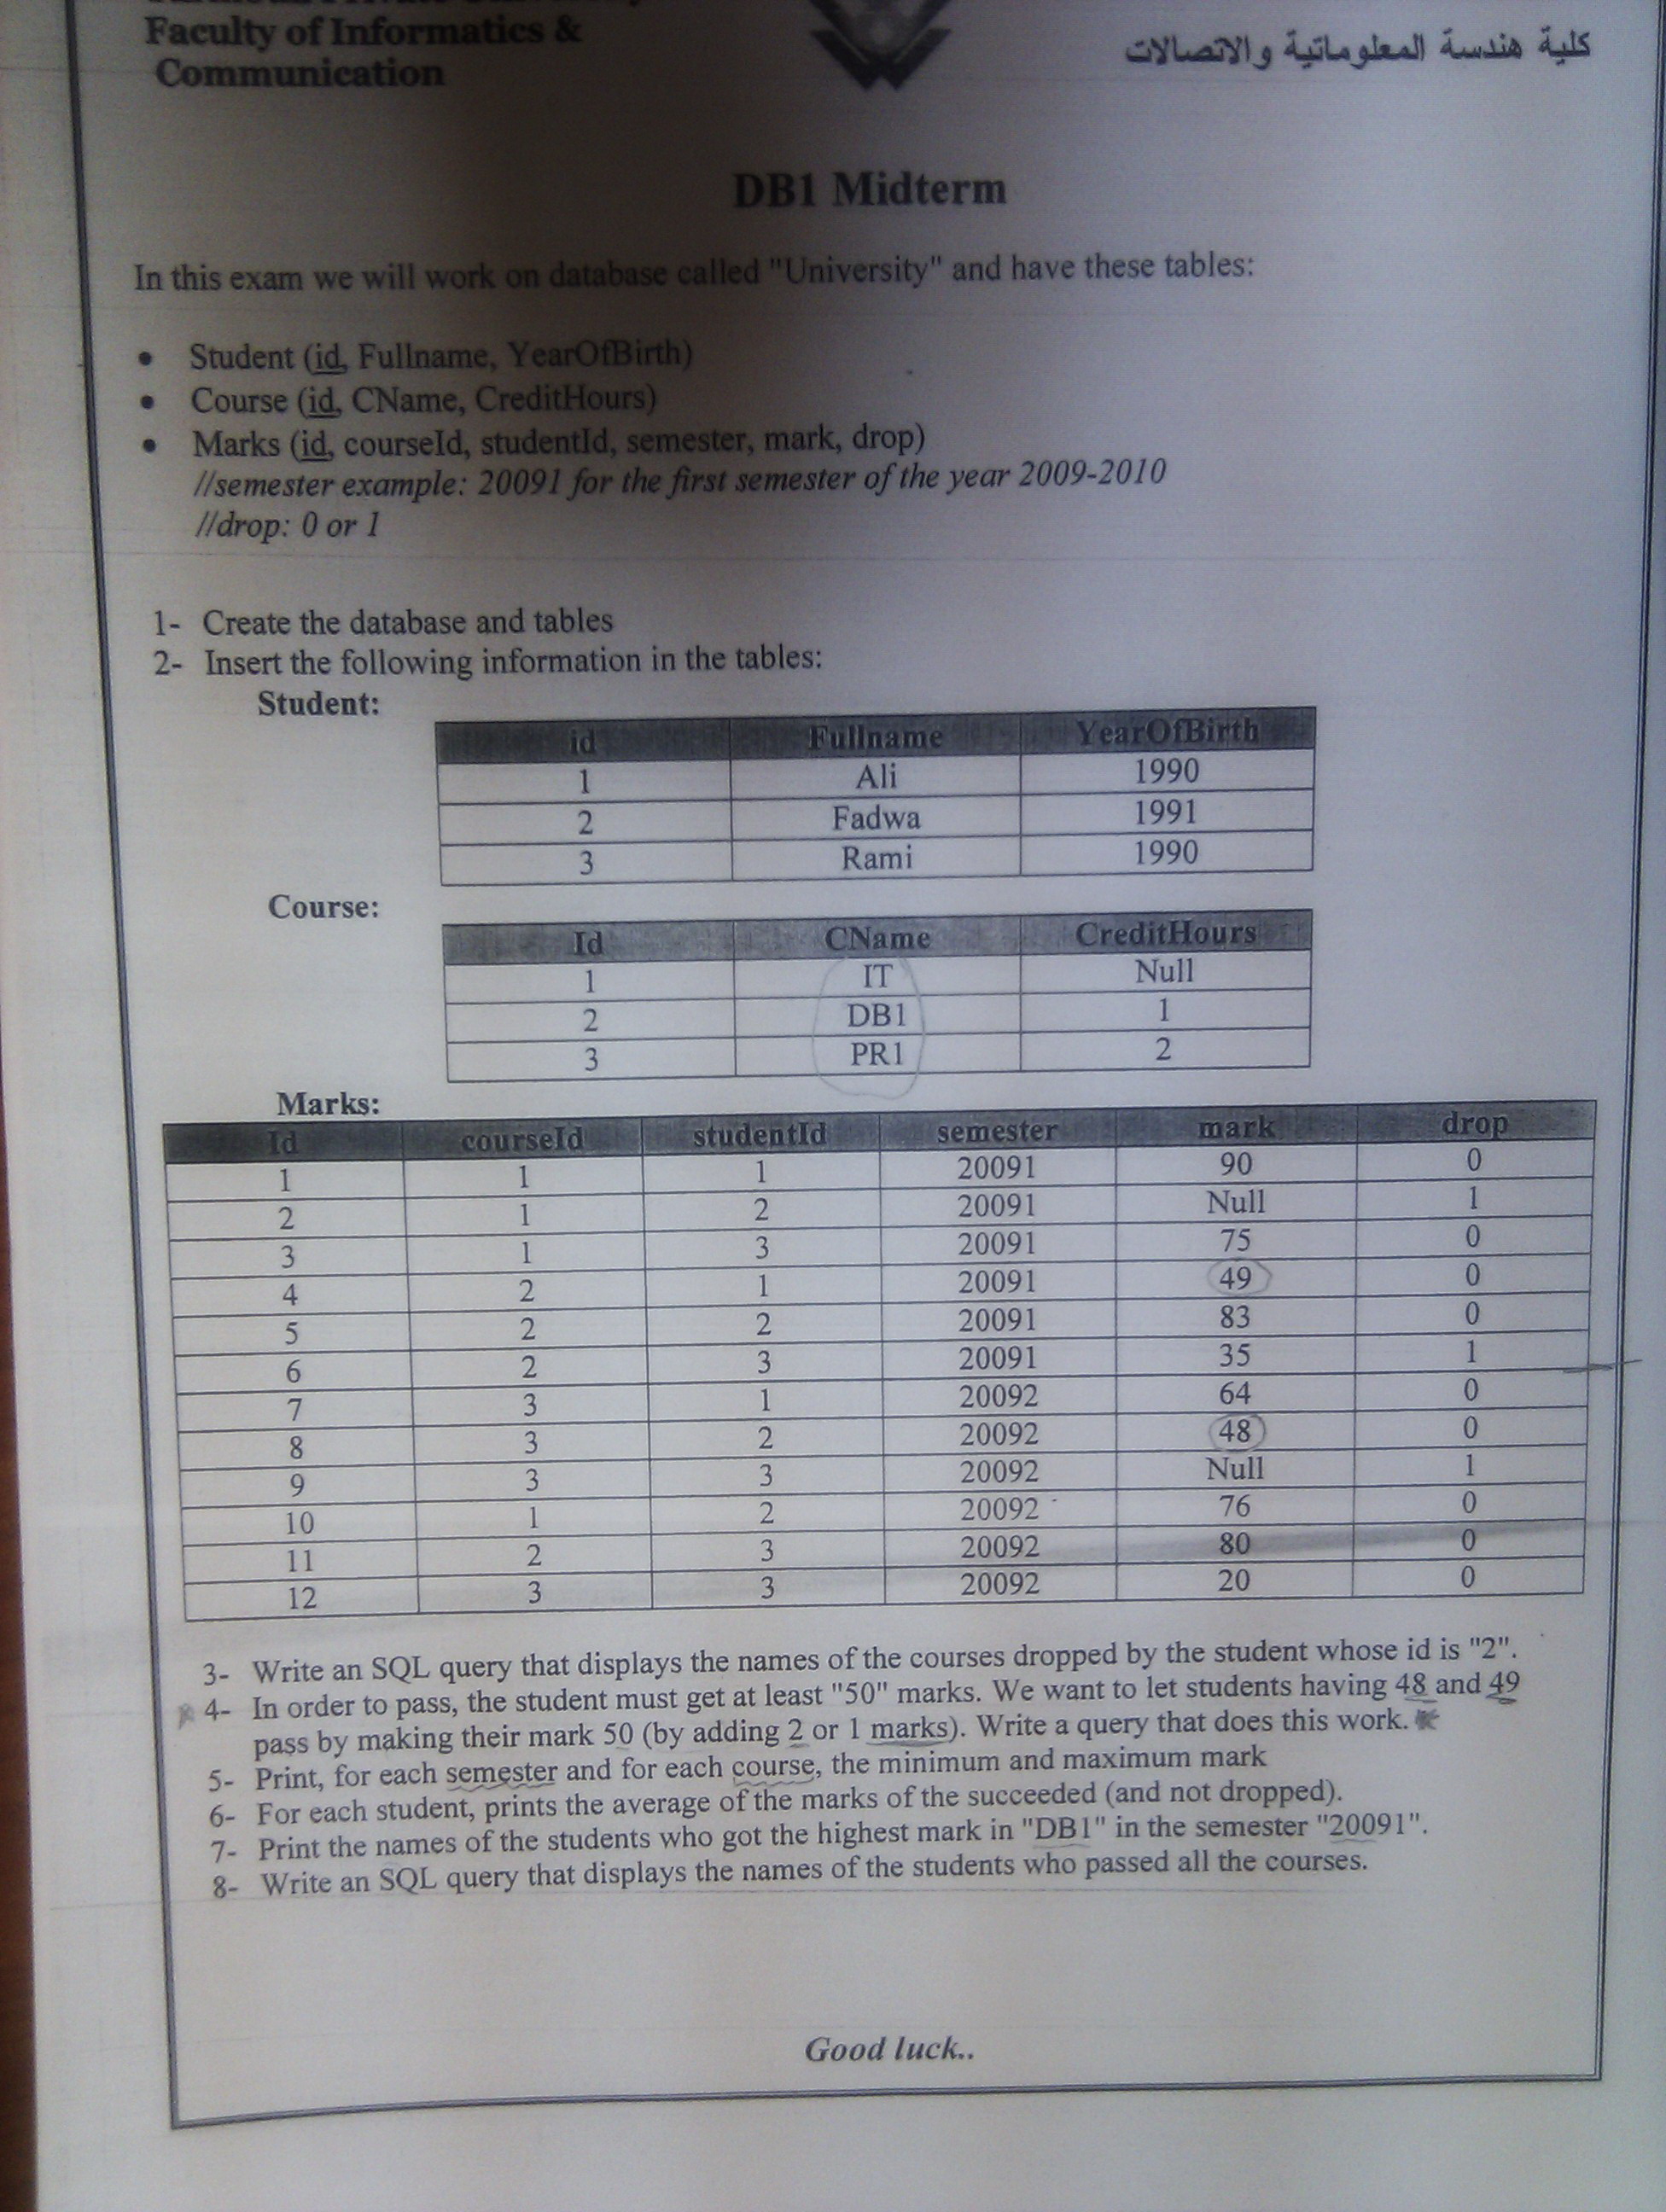 Faculty of Informatics &
Communication
كلية هندسة المعلوماتية والاتصالات
DB1 Midterm
In this exam we will work on database called "University" and have these tables:
• Student (id, Fullname, YearOfBirth)
• Course (id, CName, CreditHours)
• Marks (id, courseId, studentId, semester, mark, drop)
//semester example: 20091 for the first semester of the year 2009-2010
//drop: 0 or 1
1- Create the database and tables
2- Insert the following information in the tables:
Student:
id Fullname YearOfBirth
1 Ali 1990
2 Fadwa 1991
3 Rami 1990
Course:
Id CName CreditHours
1 IT Null
2 DB1 1
3 PR1 2
Marks:
Id courseId studentId semester mark drop
1 1 1 20091 90 0
2 1 2 20091 Null 1
3 1 3 20091 75 0
4 2 1 20091 49 0
5 2 2 20091 83 0
6 2 3 20091 35 1
7 3 1 20092 64 0
8 3 2 20092 48 0
9 3 3 20092 Null 1
10 1 2 20092 76 0
11 2 3 20092 80 0
12 3 3 20092 20 0
3- Write an SQL query that displays the names of the courses dropped by the student whose id is "2".
4- In order to pass, the student must get at least "50" marks. We want to let students having 48 and 49
pass by making their mark 50 (by adding 2 or 1 marks). Write a query that does this work.
5- Print, for each semester and for each course, the minimum and maximum mark
6- For each student, prints the average of the marks of the succeeded (and not dropped).
7- Print the names of the students who got the highest mark in "DB1" in the semester "20091".
8- Write an SQL query that displays the names of the students who passed all the courses.
Good luck..